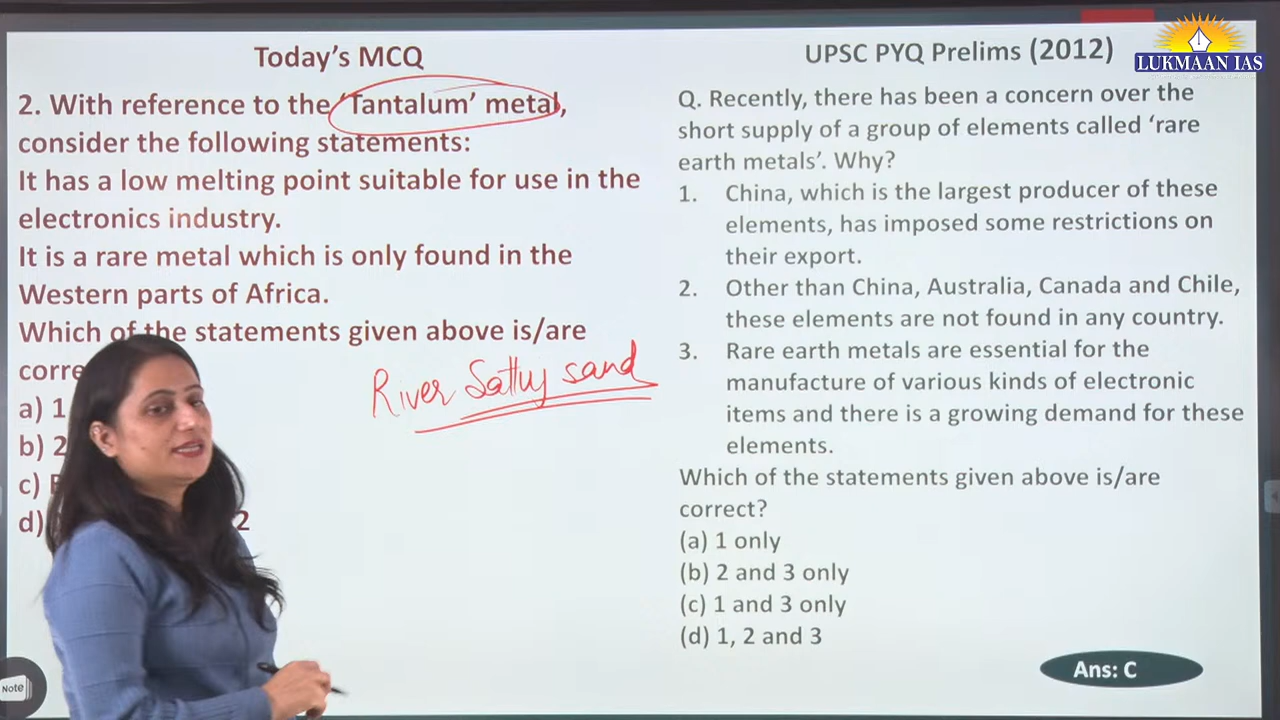 Today's MCQ
2. With reference to the 'Tantalum' metal,
consider the following statements:
It has a low melting point suitable for use in the
electronics industry.
It is a rare metal which is only found in the
Western parts of Africa.
Which of the statements given above is/are
corre
a) 1
b) 2
c)
d) 2
River Satluj sand
UPSC PYQ Prelims (2012)
LUKMAAN IAS
Q. Recently, there has been a concern over the
short supply of a group of elements called 'rare
earth metals'. Why?
1. China, which is the largest producer of these
elements, has imposed some restrictions on
their export.
2. Other than China, Australia, Canada and Chile,
these elements are not found in any country.
3. Rare earth metals are essential for the
manufacture of various kinds of electronic
items and there is a growing demand for these
elements.
Which of the statements given above is/are
correct?
(a) 1 only
(b) 2 and 3 only
(c) 1 and 3 only
(d) 1, 2 and 3
Ans: C
Note